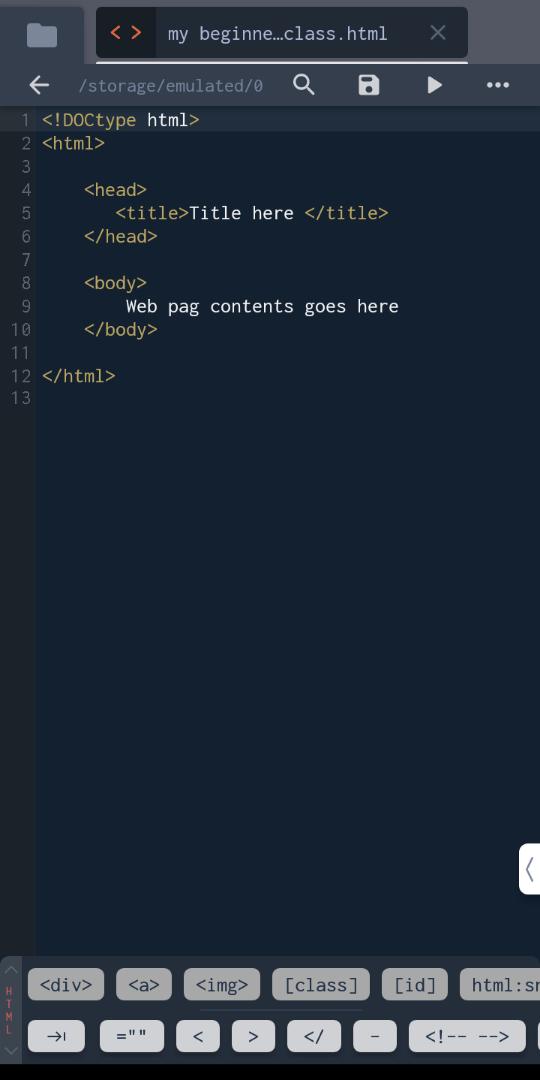 < > my beginne…class.html
/storage/emulated/0
1 <!DOCtype html>
2 <html>
3
4 <head>
5 <title>Title here </title>
6 </head>
7
8 <body>
9 Web pag contents goes here
10 </body>
11
12 </html>
13
HTML
<div> <a> <img> [class] [id] html:sn
="" < > </ - <!-- -->